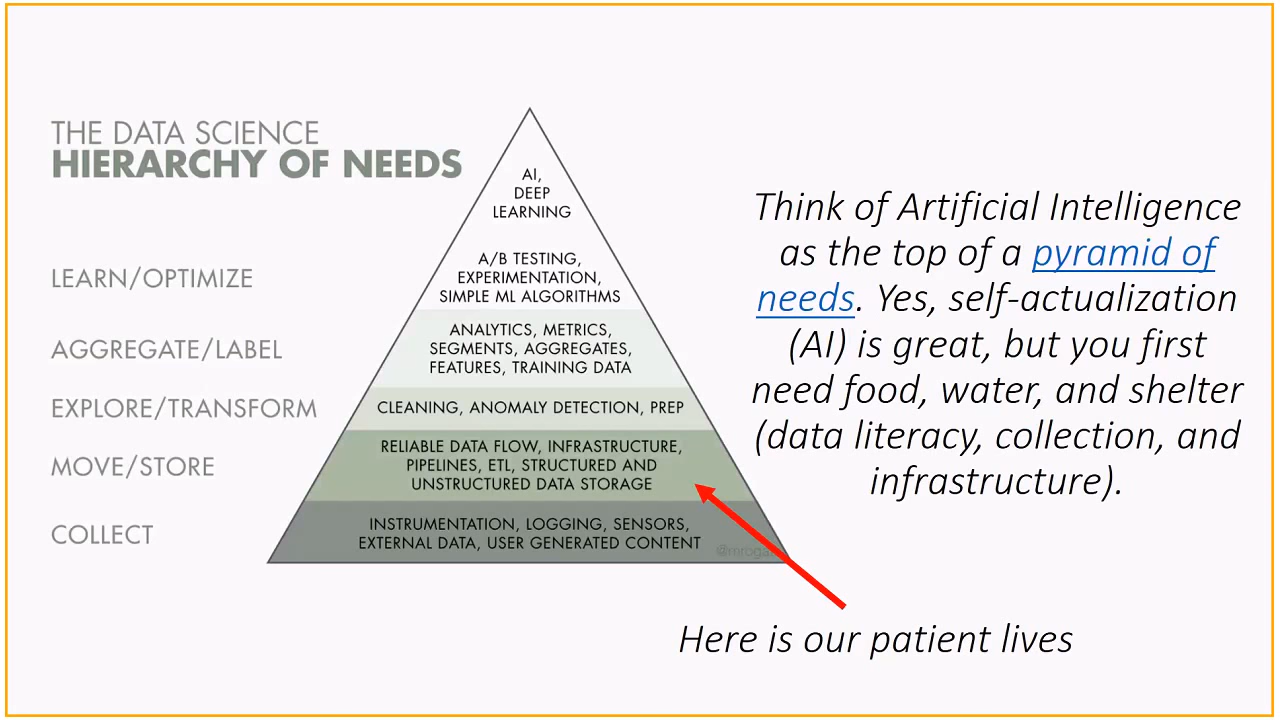 THE DATA SCIENCE
HIERARCHY OF NEEDS
AI,
DEEP
LEARNING
LEARN/OPTIMIZE
A/B TESTING,
EXPERIMENTATION,
SIMPLE ML ALGORITHMS
AGGREGATE/LABEL
ANALYTICS, METRICS,
SEGMENTS, AGGREGATES,
FEATURES, TRAINING DATA
EXPLORE/TRANSFORM
CLEANING, ANOMALY DETECTION, PREP
MOVE/STORE
RELIABLE DATA FLOW, INFRASTRUCTURE,
PIPELINES, ETL, STRUCTURED AND
UNSTRUCTURED DATA STORAGE
COLLECT
INSTRUMENTATION, LOGGING, SENSORS,
EXTERNAL DATA, USER GENERATED CONTENT
Think of Artificial Intelligence
as the top of a pyramid of
needs. Yes, self-actualization
(AI) is great, but you first
need food, water, and shelter
(data literacy, collection, and
infrastructure).
Here is our patient lives